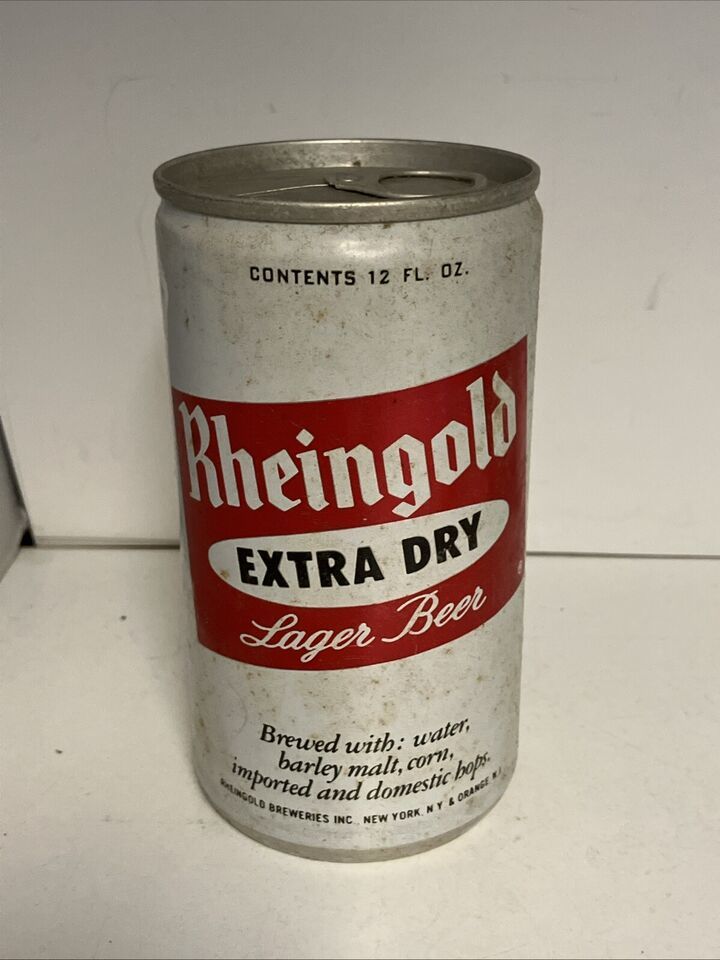 CONTENTS 12 FL. OZ.
Rheingold
EXTRA DRY
Lager Beer
®
Brewed with: water,
barley malt, corn,
imported and domestic hops.
RHEINGOLD BREWERIES INC. NEW YORK, N.Y. & ORANGE N.J.